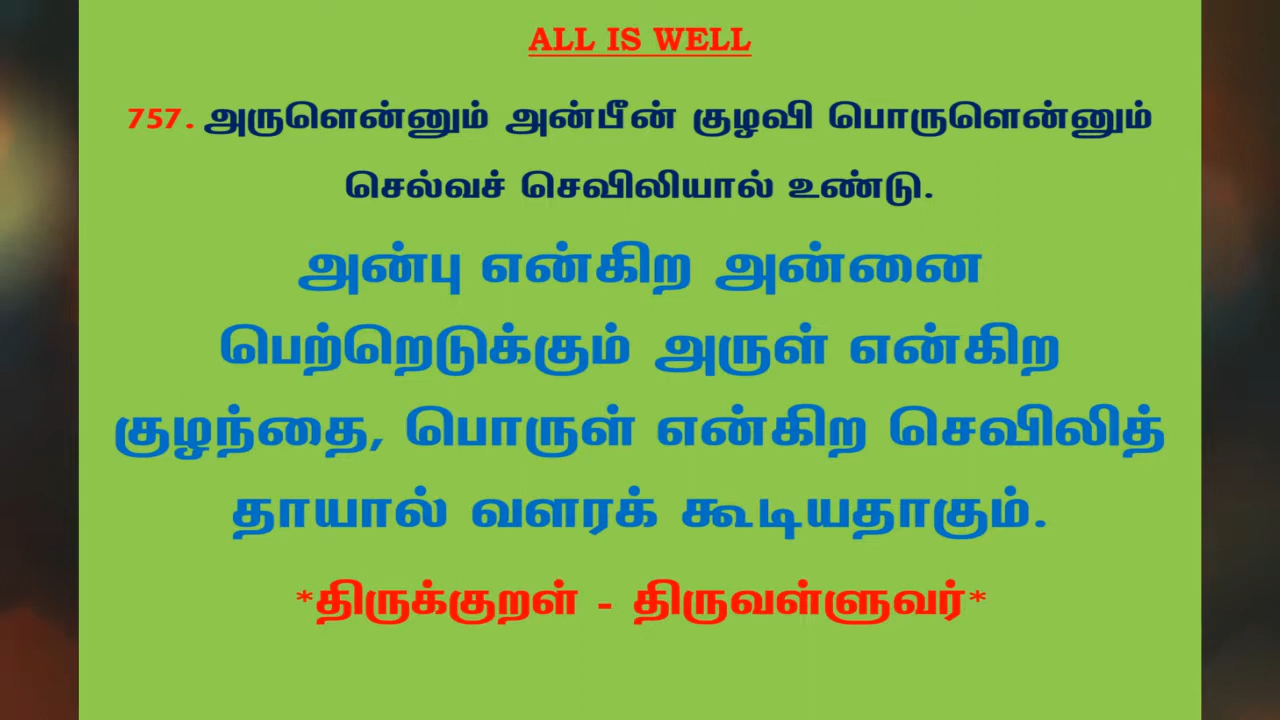 ALL IS WELL
757. அருளென்னும் அன்பீன் குழவி பொருளென்னும்
செல்வச் செவிலியால் உண்டு.
அன்பு என்கிற அன்னை
பெற்றெடுக்கும் அருள் என்கிற
குழந்தை, பொருள் என்கிற செவிலித்
தாயால் வளரக் கூடியதாகும்.
*திருக்குறள் - திருவள்ளுவர்*